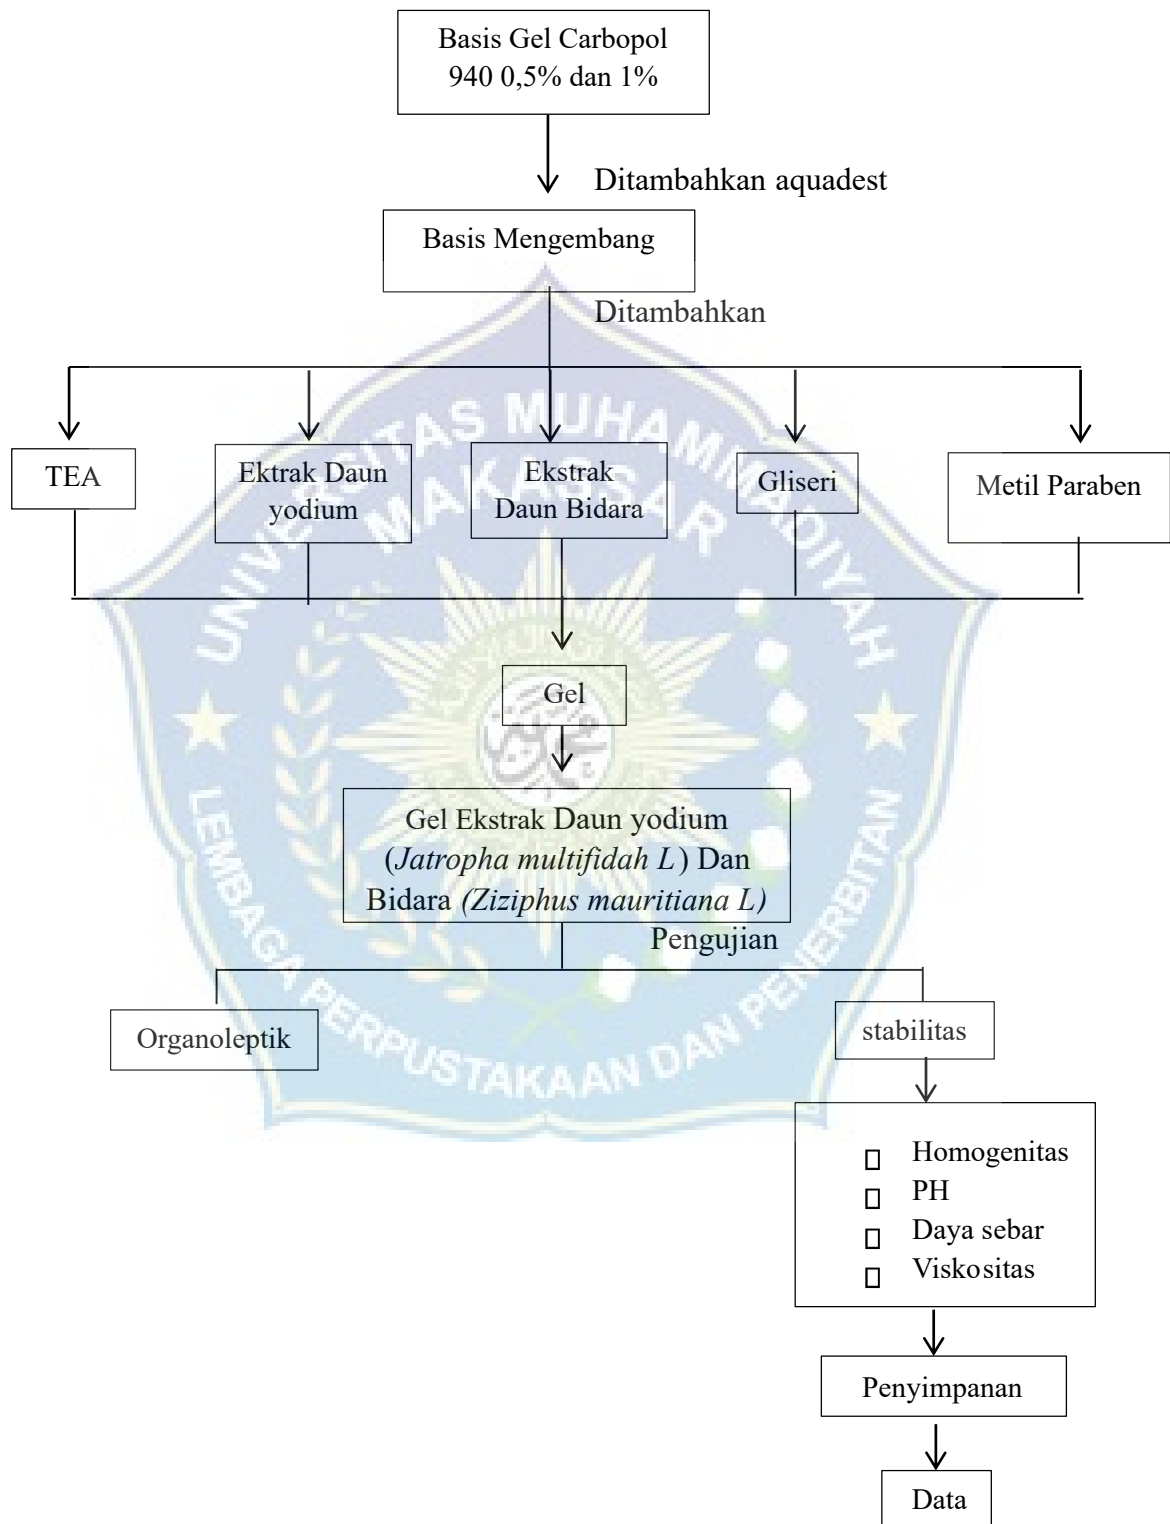 Basis Gel Carbopol
940 0,5% dan 1%
Ditambahkan aquadest
Basis Mengembang
Ditambahkan
TEA
Ektrak Daun
yodium
Ekstrak
Daun Bidara
Gliseri
Metil Paraben
UNIVERSITAS MUHAMMADIYAH
MAKASSAR
Gel
Gel Ekstrak Daun yodium
(Jatropha multifidah L) Dan
Bidara (Ziziphus mauritiana L)
Pengujian
LEMBAGA PERPUSTAKAAN DAN PENERBITAN
Organoleptik
stabilitas
Homogenitas
PH
Daya sebar
Viskositas
Penyimpanan
Data